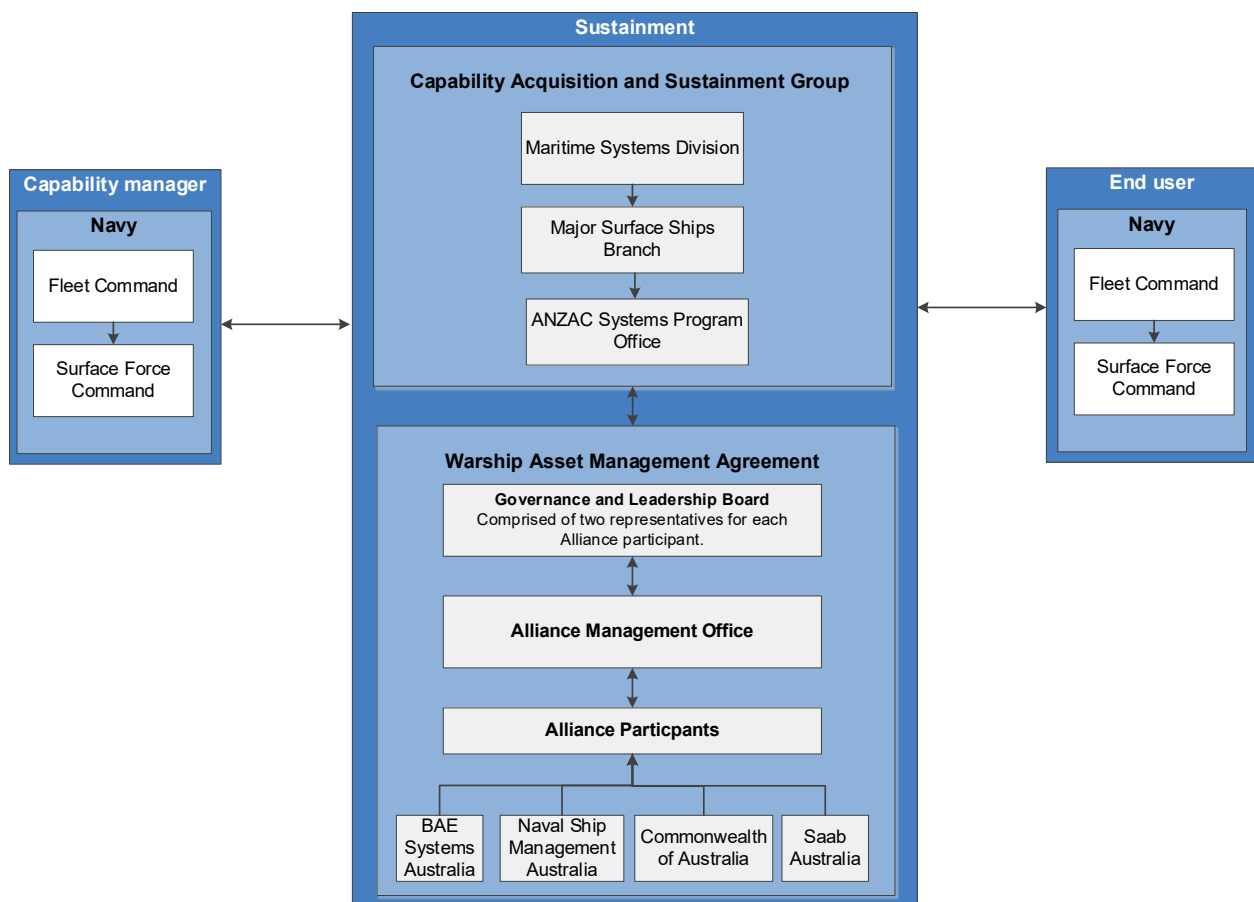 Sustainment
Capability Acquisition and Sustainment Group
Maritime Systems Division
Major Surface Ships
Branch
ANZAC Systems Program
Office
Capability manager
Navy
Fleet Command
Surface Force
Command
End user
Navy
Fleet Command
Surface Force
Command
Warship Asset Management Agreement
Governance and Leadership Board
Comprised of two representatives for each
Alliance participant.
Alliance Management Office
Alliance Particpants
BAE
Systems
Australia
Naval Ship
Management
Australia
Commonwealth
of Australia
Saab
Australia